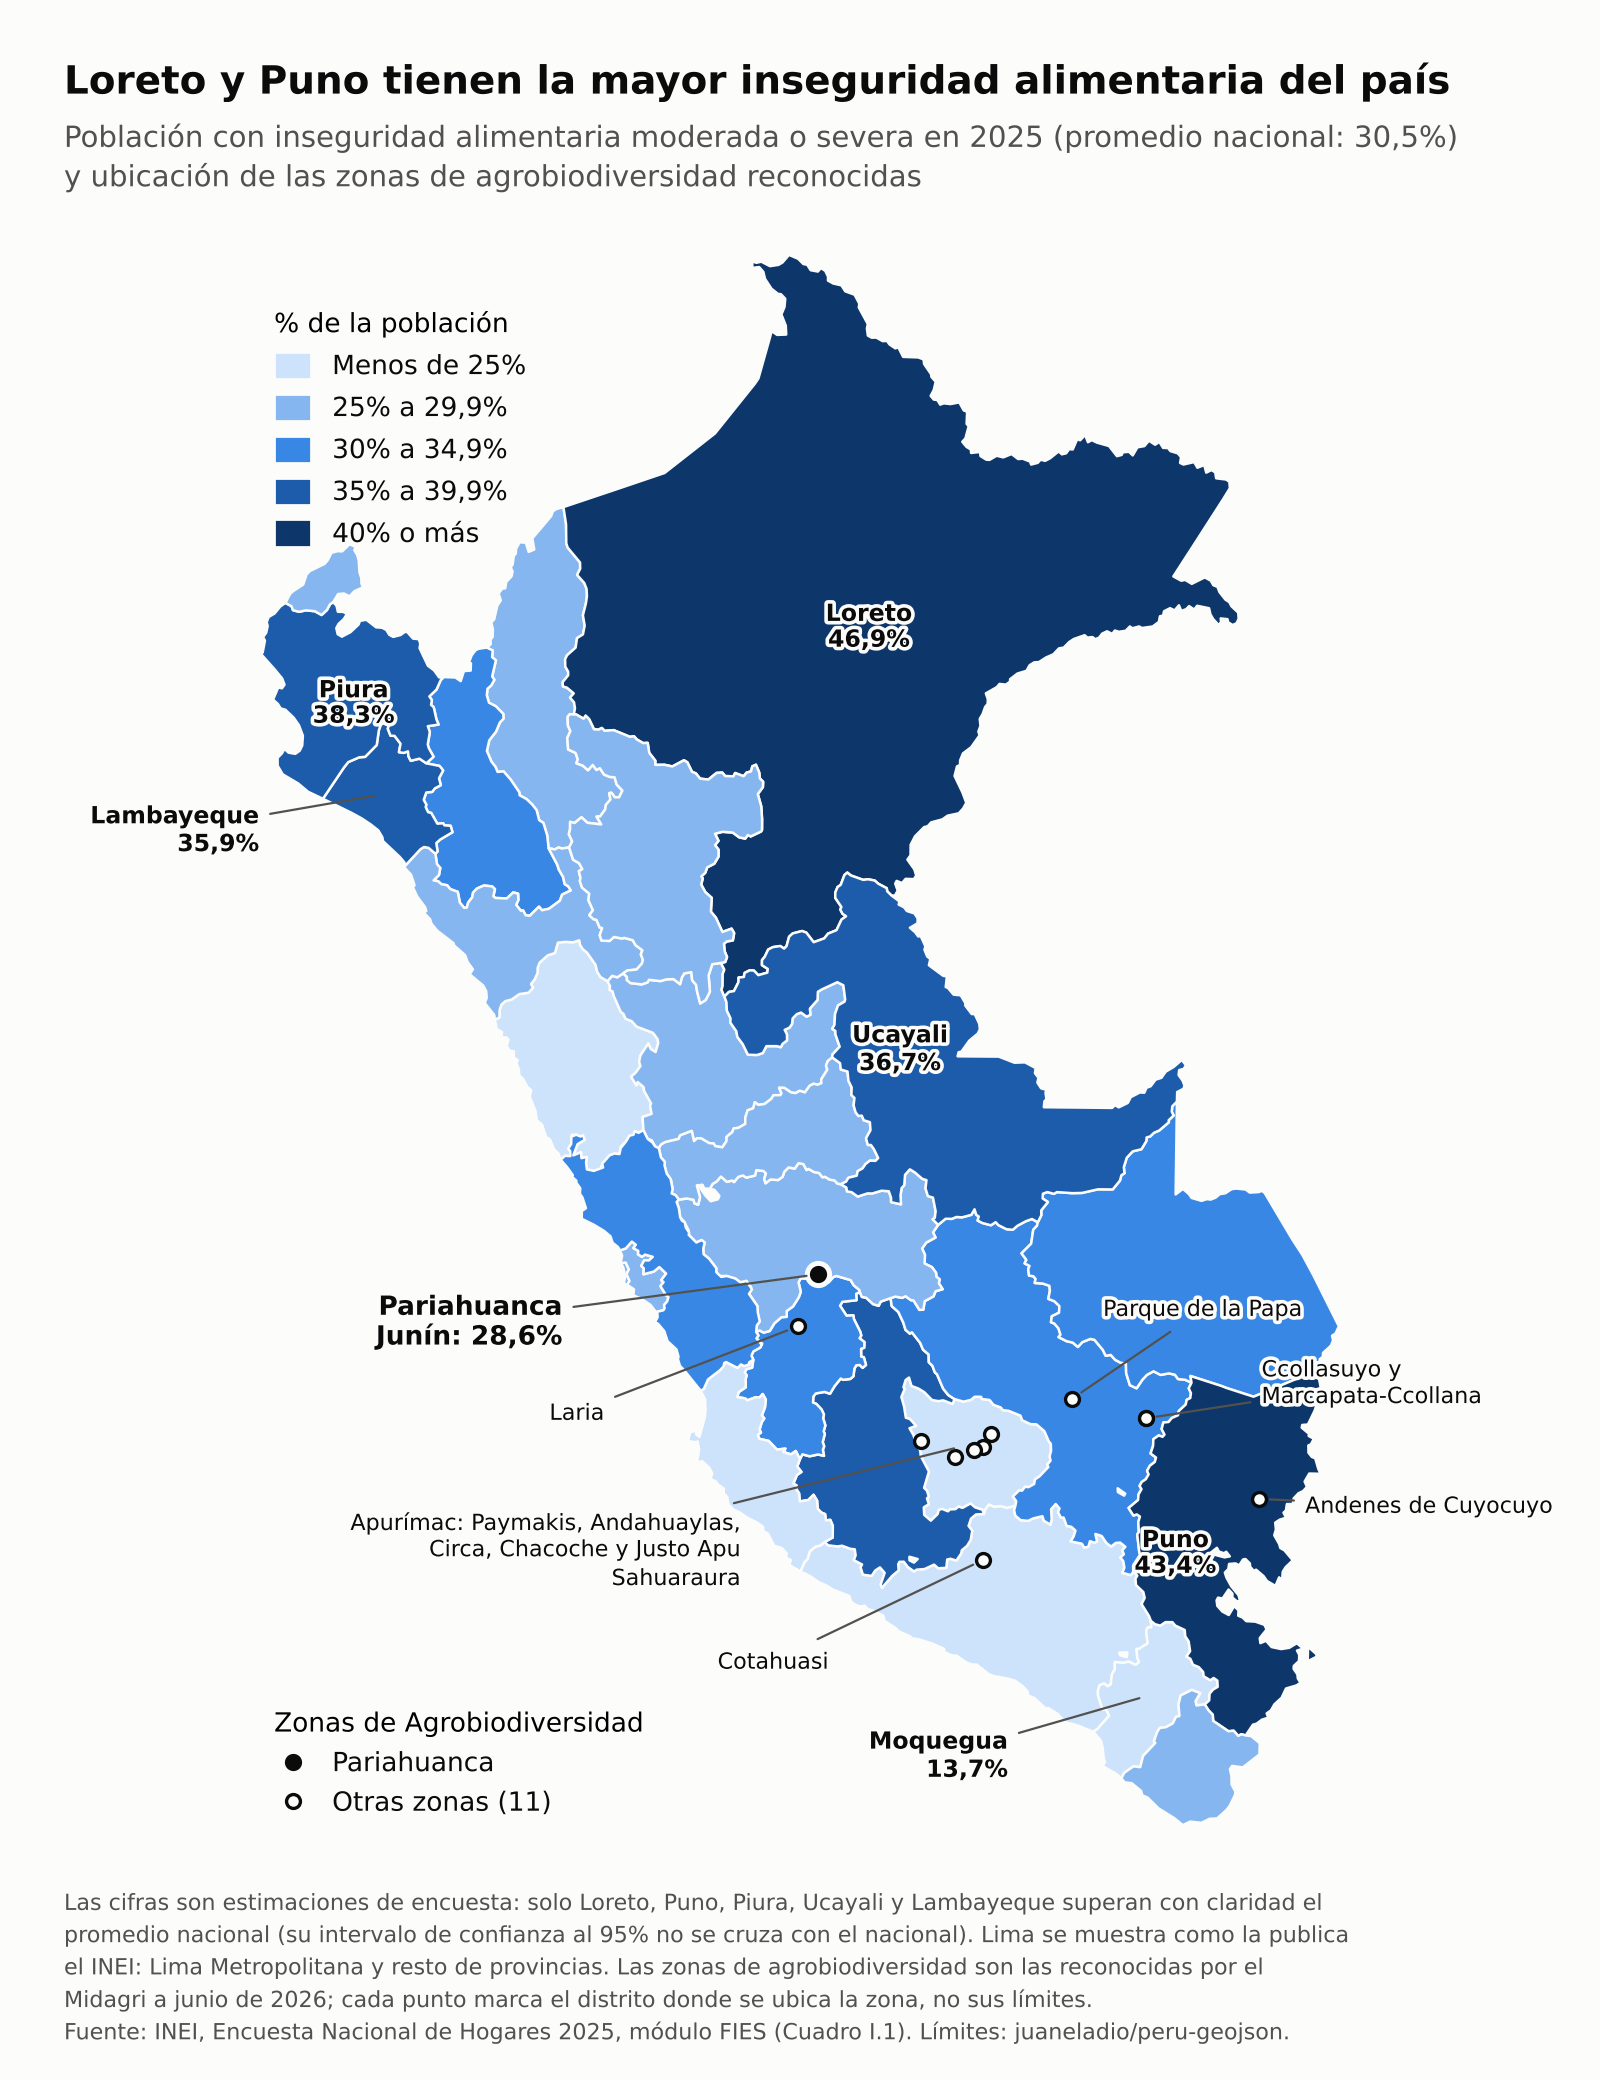 Loreto y Puno tienen la mayor inseguridad alimentaria del país
Población con inseguridad alimentaria moderada o severa en 2025 (promedio nacional: 30,5%)
y ubicación de las zonas de agrobiodiversidad reconocidas
% de la población
Menos de 25%
25% a 29,9%
30% a 34,9%
35% a 39,9%
40% o más
Loreto
46,9%
Piura
38,3%
Lambayeque
35,9%
Ucayali
36,7%
Pariahuanca
Junín: 28,6%
Parque de la Papa
Ccollasuyo y
Marcapata-Ccollana
Laria
Andenes de Cuyocuyo
Apurímac: Paymakis, Andahuaylas,
Circa, Chacoche y Justo Apu
Sahuaraura
Puno
43,4%
Cotahuasi
Moquegua
13,7%
Zonas de Agrobiodiversidad
Pariahuanca
Otras zonas (11)
Las cifras son estimaciones de encuesta: solo Loreto, Puno, Piura, Ucayali y Lambayeque superan con claridad el
promedio nacional (su intervalo de confianza al 95% no se cruza con el nacional). Lima se muestra como la publica
el INEI: Lima Metropolitana y resto de provincias. Las zonas de agrobiodiversidad son las reconocidas por el
Midagri a junio de 2026; cada punto marca el distrito donde se ubica la zona, no sus límites.
Fuente: INEI, Encuesta Nacional de Hogares 2025, módulo FIES (Cuadro I.1). Límites: juaneladio/peru-geojson.